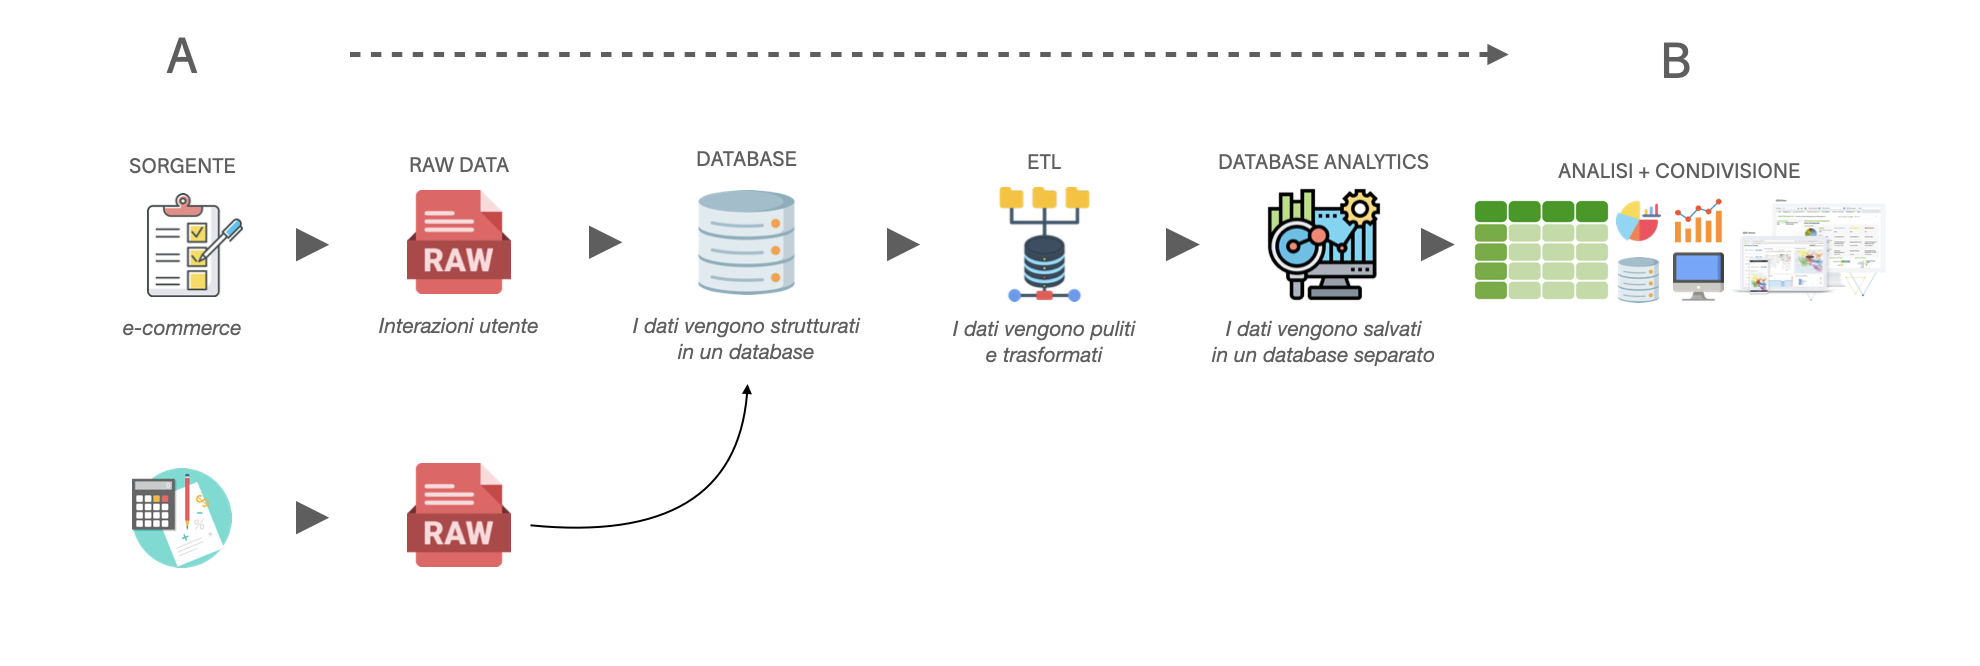 A
B
SORGENTE
RAW DATA
DATABASE
ETL
DATABASE ANALYTICS
ANALISI + CONDIVISIONE
RAW
e-commerce
Interazioni utente
I dati vengono strutturati
in un database
I dati vengono puliti
e trasformati
I dati vengono salvati
in un database separato
RAW